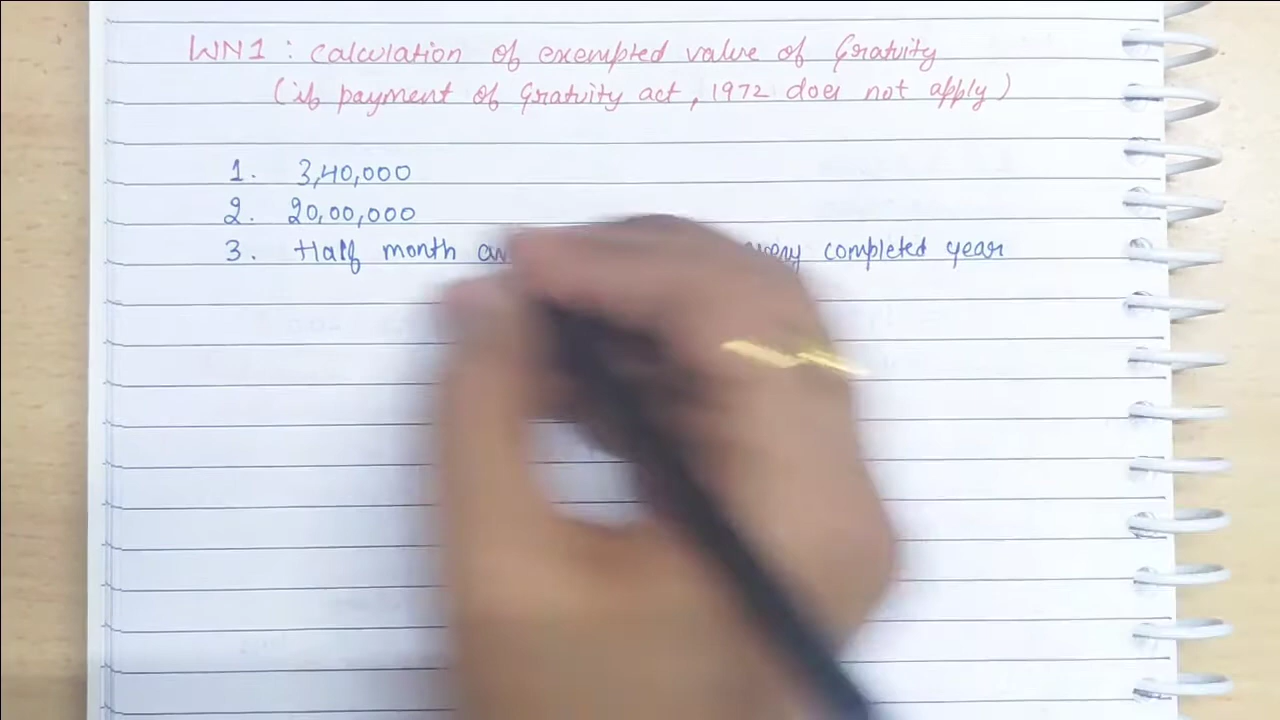 WN1 : Calculation of exempted value of Gratuity
(if payment of Gratuity act, 1972 does not apply)
1. 3,40,000
2. 20,00,000
3. Half month completed year